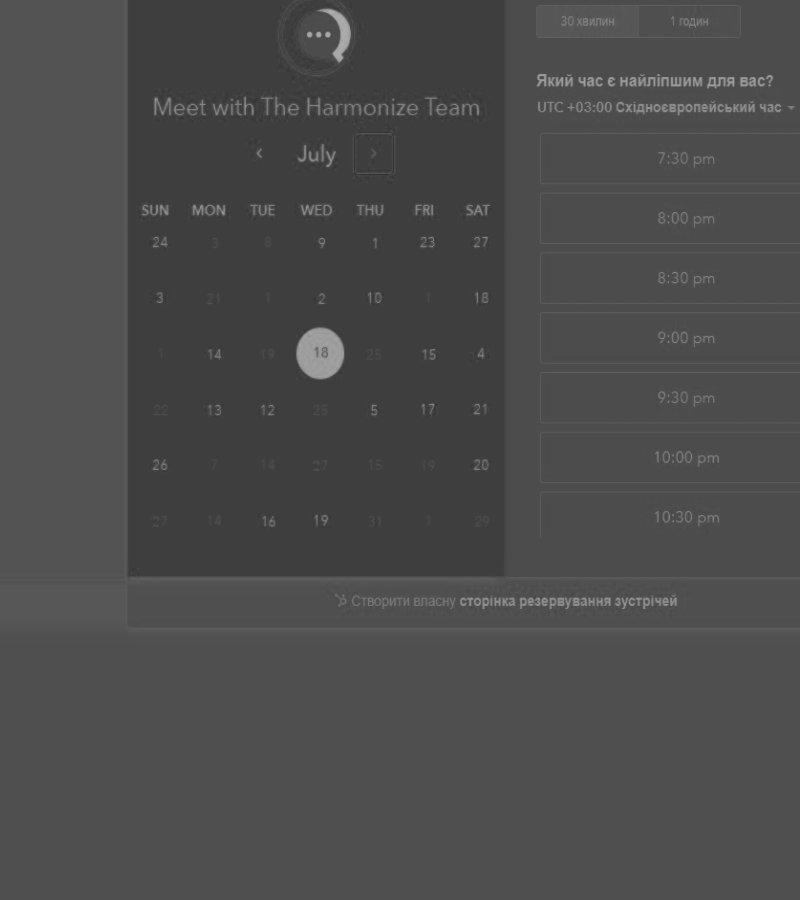 30 хвилин 1 годин
Meet with The Harmonize Team
July
Який час є найліпшим для вас?
UTC +03:00 Східноєвропейський час
SUN MON TUE WED THU FRI SAT
24 3 8 9 1 23 27
3 21 1 2 10 1 18
1 14 19 18 25 15 4
22 13 12 25 5 17 21
26 7 14 27 15 19 20
27 14 16 19 31 1 29
7:30 pm
8:00 pm
8:30 pm
9:00 pm
9:30 pm
10:00 pm
10:30 pm
Створити власну сторінка резервування зустрічей